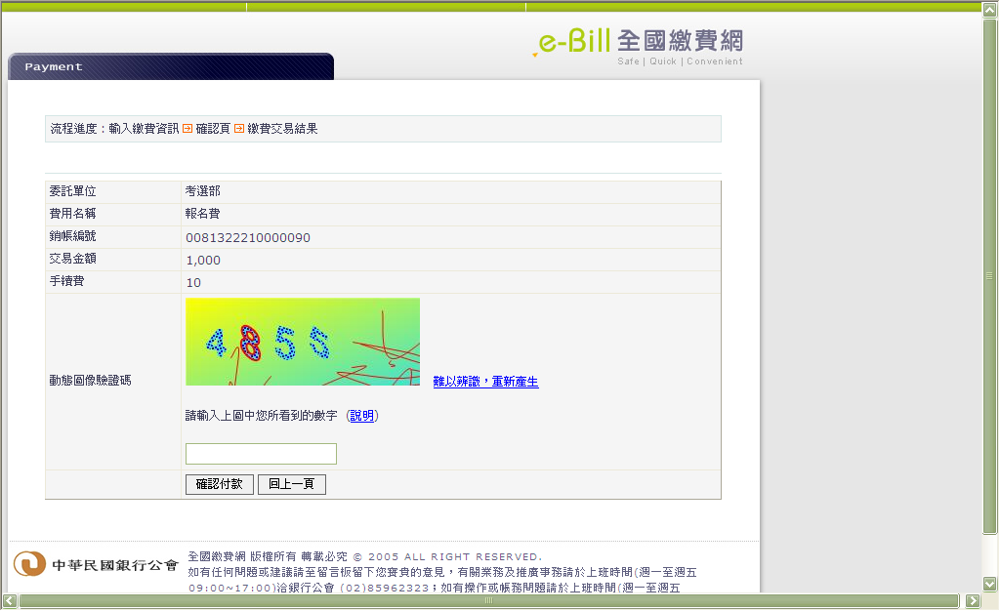 e-Bill 全國繳費網
Safe | Quick | Convenient
Payment
流程進度：輸入繳費資訊 確認頁 繳費交易結果
委託單位 考選部
費用名稱 報名費
銷帳編號 0081322210000090
交易金額 1,000
手續費 10
4855
動態圖像驗證碼 難以辨識，重新產生
請輸入上圖中您所看到的數字 (說明)
確認付款 回上一頁
中華民國銀行公會
全國繳費網 版權所有 轉載必究 © 2005 ALL RIGHT RESERVED.
如有任何問題或建議請至留言板留下您寶貴的意見，有關業務及推廣事務請於上班時間(週一至週五
09:00~17:00)洽銀行公會 (02)85962323；如有操作或帳務問題請於上班時間(週一至週五